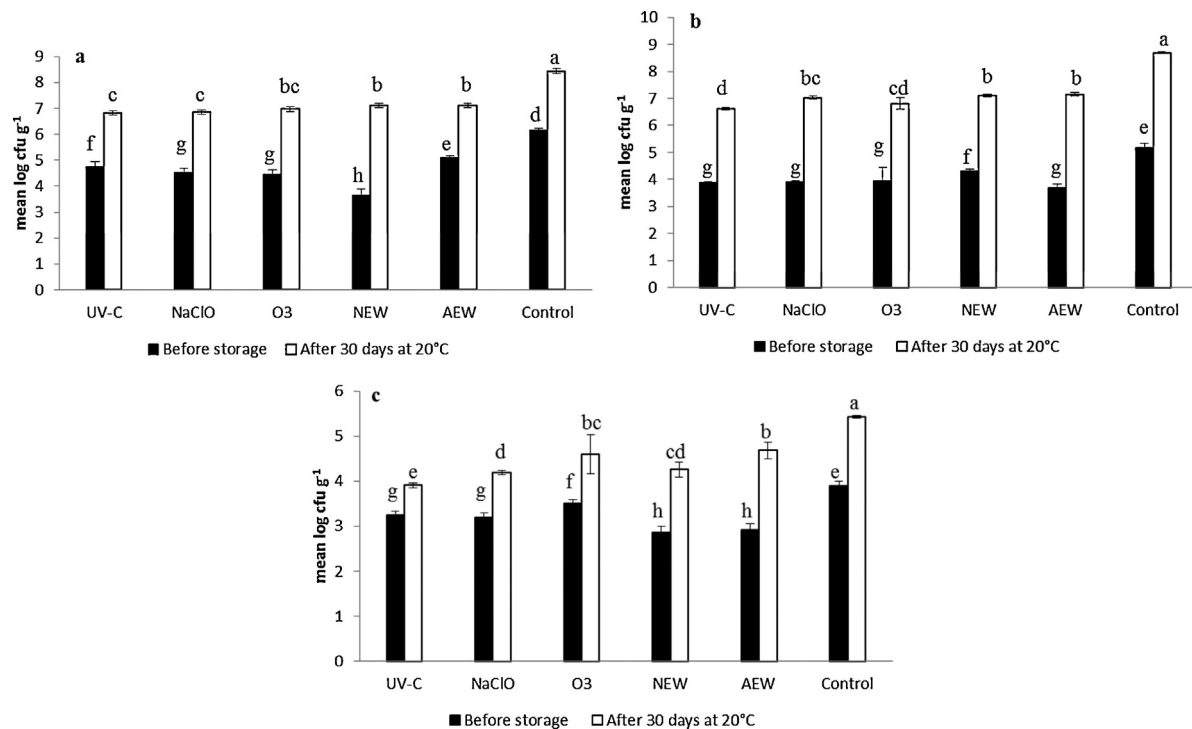 a
mean log cfu g-1
9
8
7
6
5
4
3
2
1
0
f c g c g bc h b e b d a
UV-C NaClO O3 NEW AEW Control
Before storage After 30 days at 20°C
b
mean log cfu g-1
10
9
8
7
6
5
4
3
2
1
0
g d g bc g cd f b g b e a
UV-C NaClO O3 NEW AEW Control
Before storage After 30 days at 20°C
c
mean log cfu g-1
6
5
4
3
2
1
0
g e g d f bc h cd h b e a
UV-C NaClO O3 NEW AEW Control
Before storage After 30 days at 20°C